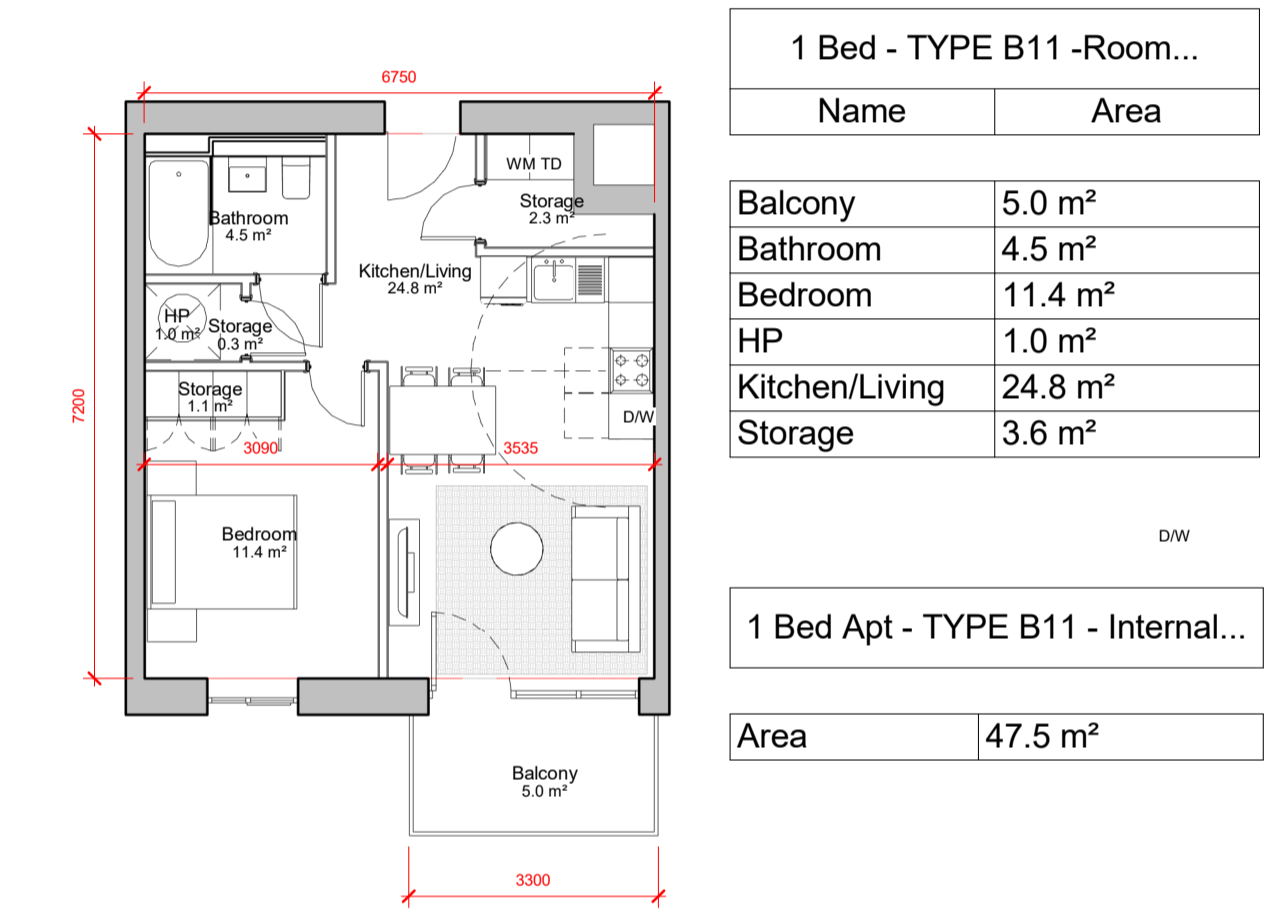 6750
7200
WM TD
Storage
2.3 m²
Bathroom
4.5 m²
Kitchen/Living
24.8 m²
HP
1.0 m²
Storage
0.3 m²
Storage
1.1 m²
D/W
3090
3535
Bedroom
11.4 m²
Balcony
5.0 m²
3300
1 Bed - TYPE B11 -Room...
Name Area
Balcony 5.0 m²
Bathroom 4.5 m²
Bedroom 11.4 m²
HP 1.0 m²
Kitchen/Living 24.8 m²
Storage 3.6 m²
D/W
1 Bed Apt - TYPE B11 - Internal...
Area 47.5 m²